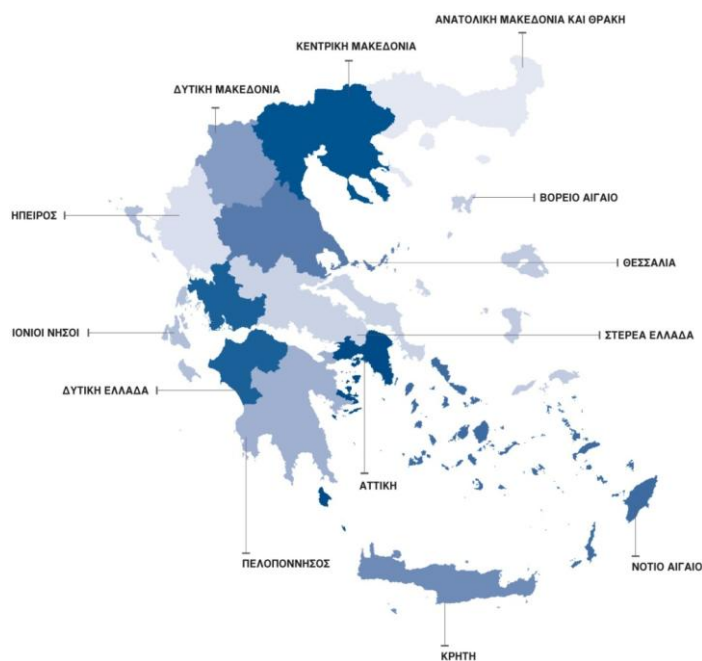 ΑΝΑΤΟΛΙΚΗ ΜΑΚΕΔΟΝΙΑ ΚΑΙ ΘΡΑΚΗ
ΚΕΝΤΡΙΚΗ ΜΑΚΕΔΟΝΙΑ
ΔΥΤΙΚΗ ΜΑΚΕΔΟΝΙΑ
ΒΟΡΕΙΟ ΑΙΓΑΙΟ
ΗΠΕΙΡΟΣ
ΘΕΣΣΑΛΙΑ
ΙΟΝΙΟΙ ΝΗΣΟΙ
ΣΤΕΡΕΑ ΕΛΛΑΔΑ
ΔΥΤΙΚΗ ΕΛΛΑΔΑ
ΑΤΤΙΚΗ
ΠΕΛΟΠΟΝΝΗΣΟΣ
ΝΟΤΙΟ ΑΙΓΑΙΟ
ΚΡΗΤΗ